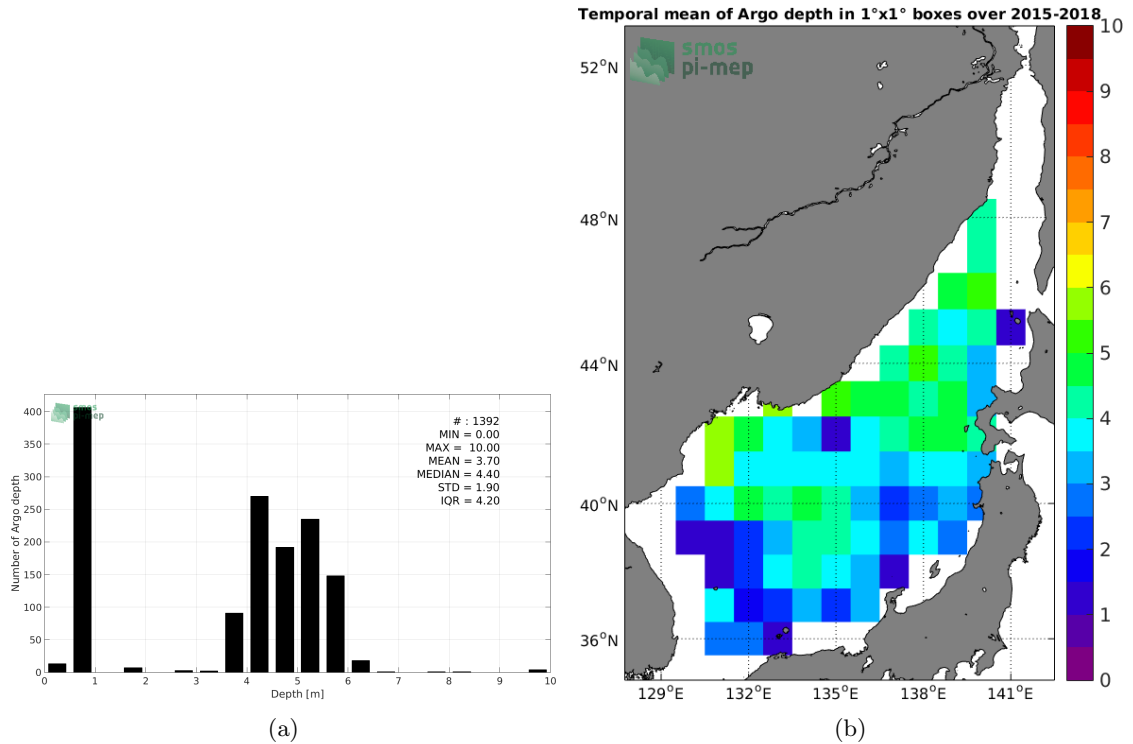 Temporal mean of Argo depth in 1°x1° boxes over 2015-2018
smos
pi-mep
52°N
48°N
44°N
40°N
36°N
129°E
132°E
135°E
138°E
141°E
10
9
8
7
6
5
4
3
2
1
0
(b)
smos
pi-mep
# : 1392
MIN = 0.00
MAX = 10.00
MEAN = 3.70
MEDIAN = 4.40
STD = 1.90
IQR = 4.20
Number of Argo depth
400
350
300
250
200
150
100
50
0
0
1
2
3
4
5
6
7
8
9
10
Depth [m]
(a)